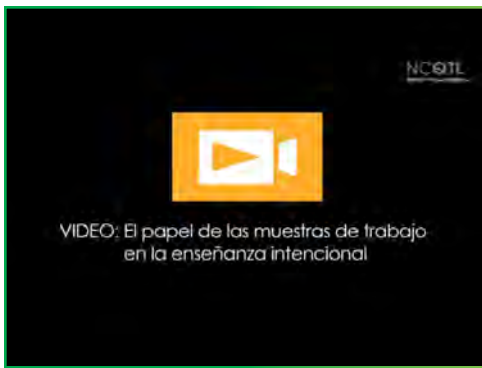 NCQTL
VIDEO: El papel de las muestras de trabajo
en la enseñanza intencional